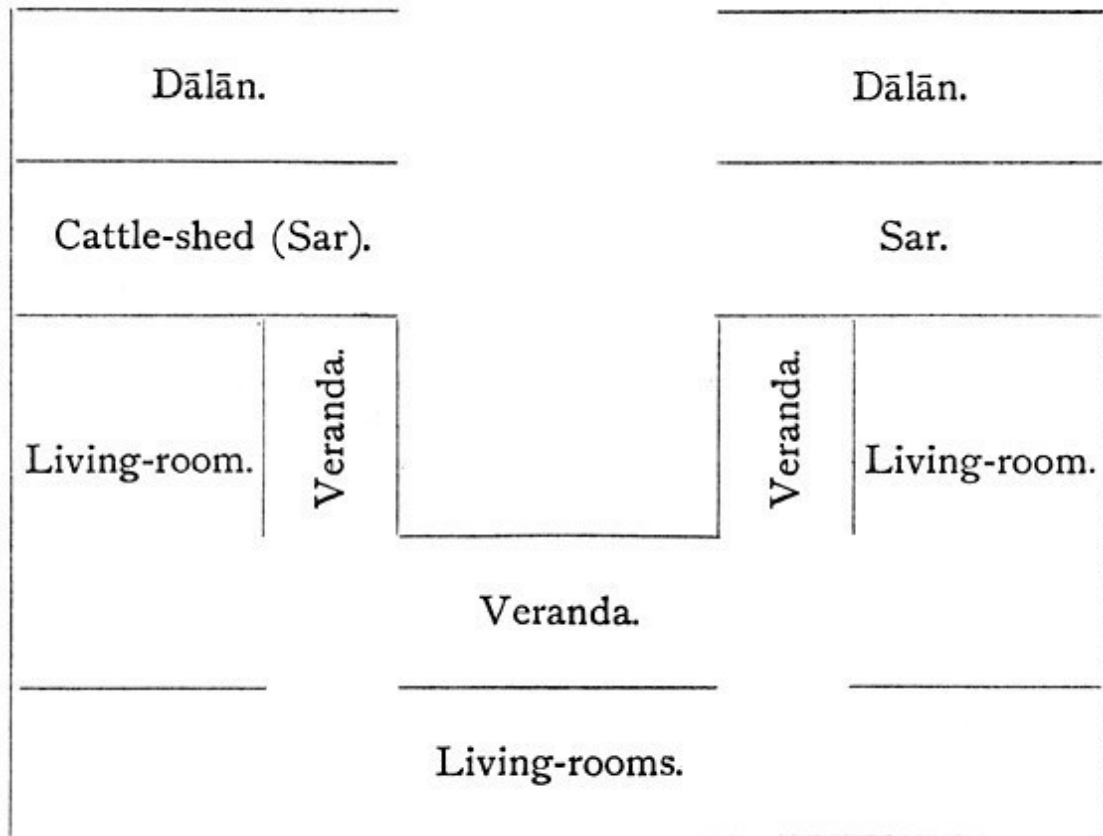 Dālān.
Dālān.
Cattle-shed (Sar).
Sar.
Living-room.
Veranda.
Veranda.
Living-room.
Veranda.
Living-rooms.